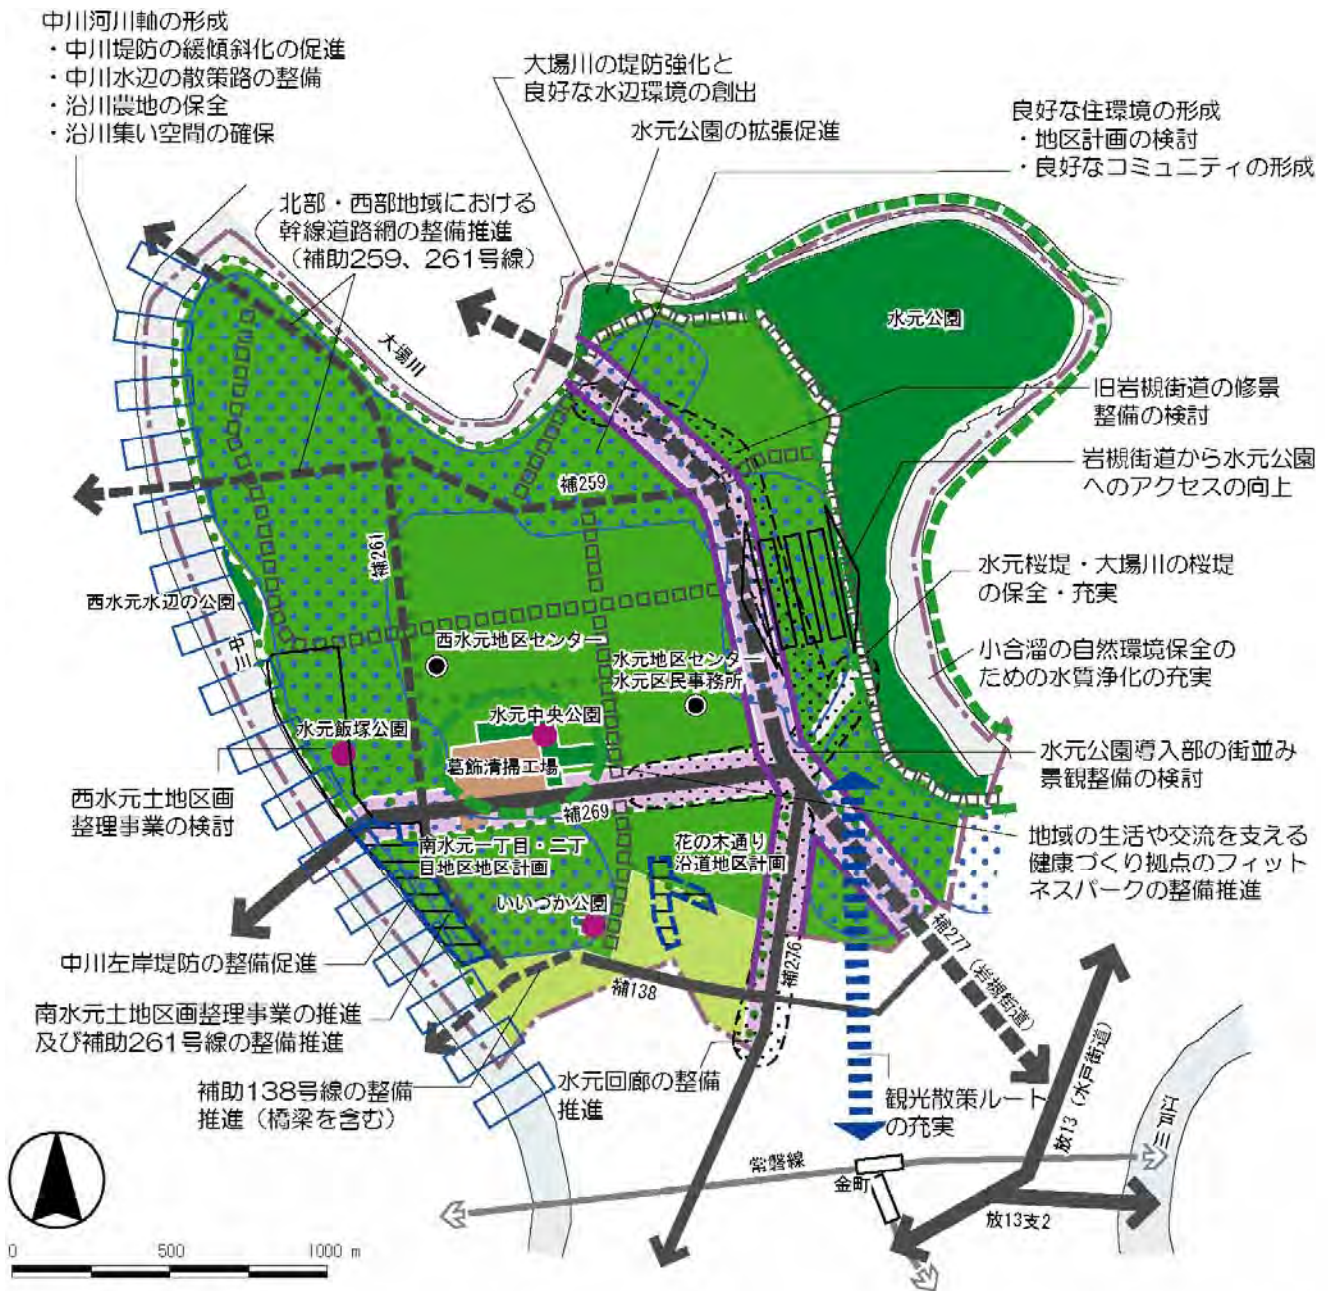 中川河川軸の形成
・中川堤防の緩傾斜化の促進
・中川水辺の散策路の整備
・沿川農地の保全
・沿川集い空間の確保
大場川の堤防強化と
良好な水辺環境の創出
水元公園の拡張促進
良好な住環境の形成
・地区計画の検討
・良好なコミュニティの形成
北部・西部地域における
幹線道路網の整備推進
（補助259、261号線）
大場川
水元公園
旧岩槻街道の修景
整備の検討
岩槻街道から水元公園
へのアクセスの向上
補259
補261
水元桜堤・大場川の桜堤
の保全・充実
西水元水辺の公園
中川
西水元地区センター
水元地区センター
水元区民事務所
小合溜の自然環境保全の
ための水質浄化の充実
水元飯塚公園
水元中央公園
葛飾清掃工場
水元公園導入部の街並み
景観整備の検討
西水元土地区画
整理事業の検討
補269
南水元一丁目・二丁
目地区地区計画
花の木通り
沿道地区計画
地域の生活や交流を支える
健康づくり拠点のフィット
ネスパークの整備推進
いいづか公園
中川左岸堤防の整備促進
補138
補276
補277（岩槻街道）
南水元土地区画整理事業の推進
及び補助261号線の整備推進
補助138号線の整備
推進（橋梁を含む）
水元回廊の整備
推進
観光散策ルート
の充実
放13（水戸街道）
江戸川
常磐線
金町
放13支2
0 500 1000 m